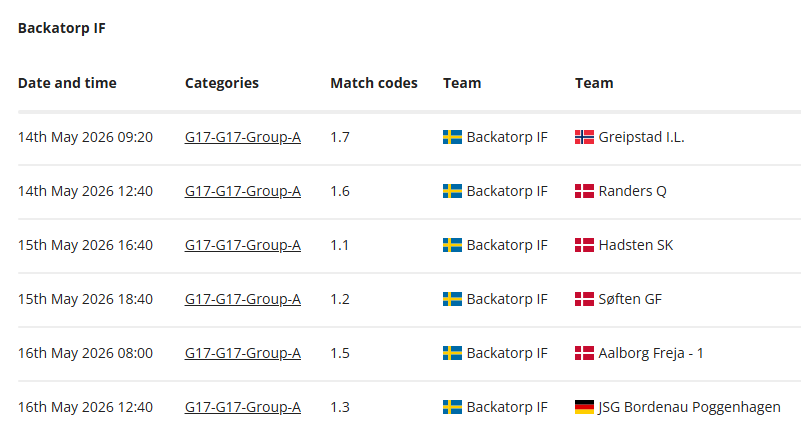 Backatorp IF
Date and time Categories Match codes Team Team
14th May 2026 09:20 G17-G17-Group-A 1.7 Backatorp IF Greipstad I.L.
14th May 2026 12:40 G17-G17-Group-A 1.6 Backatorp IF Randers Q
15th May 2026 16:40 G17-G17-Group-A 1.1 Backatorp IF Hadsten SK
15th May 2026 18:40 G17-G17-Group-A 1.2 Backatorp IF Søften GF
16th May 2026 08:00 G17-G17-Group-A 1.5 Backatorp IF Aalborg Freja - 1
16th May 2026 12:40 G17-G17-Group-A 1.3 Backatorp IF JSG Bordenau Poggenhagen